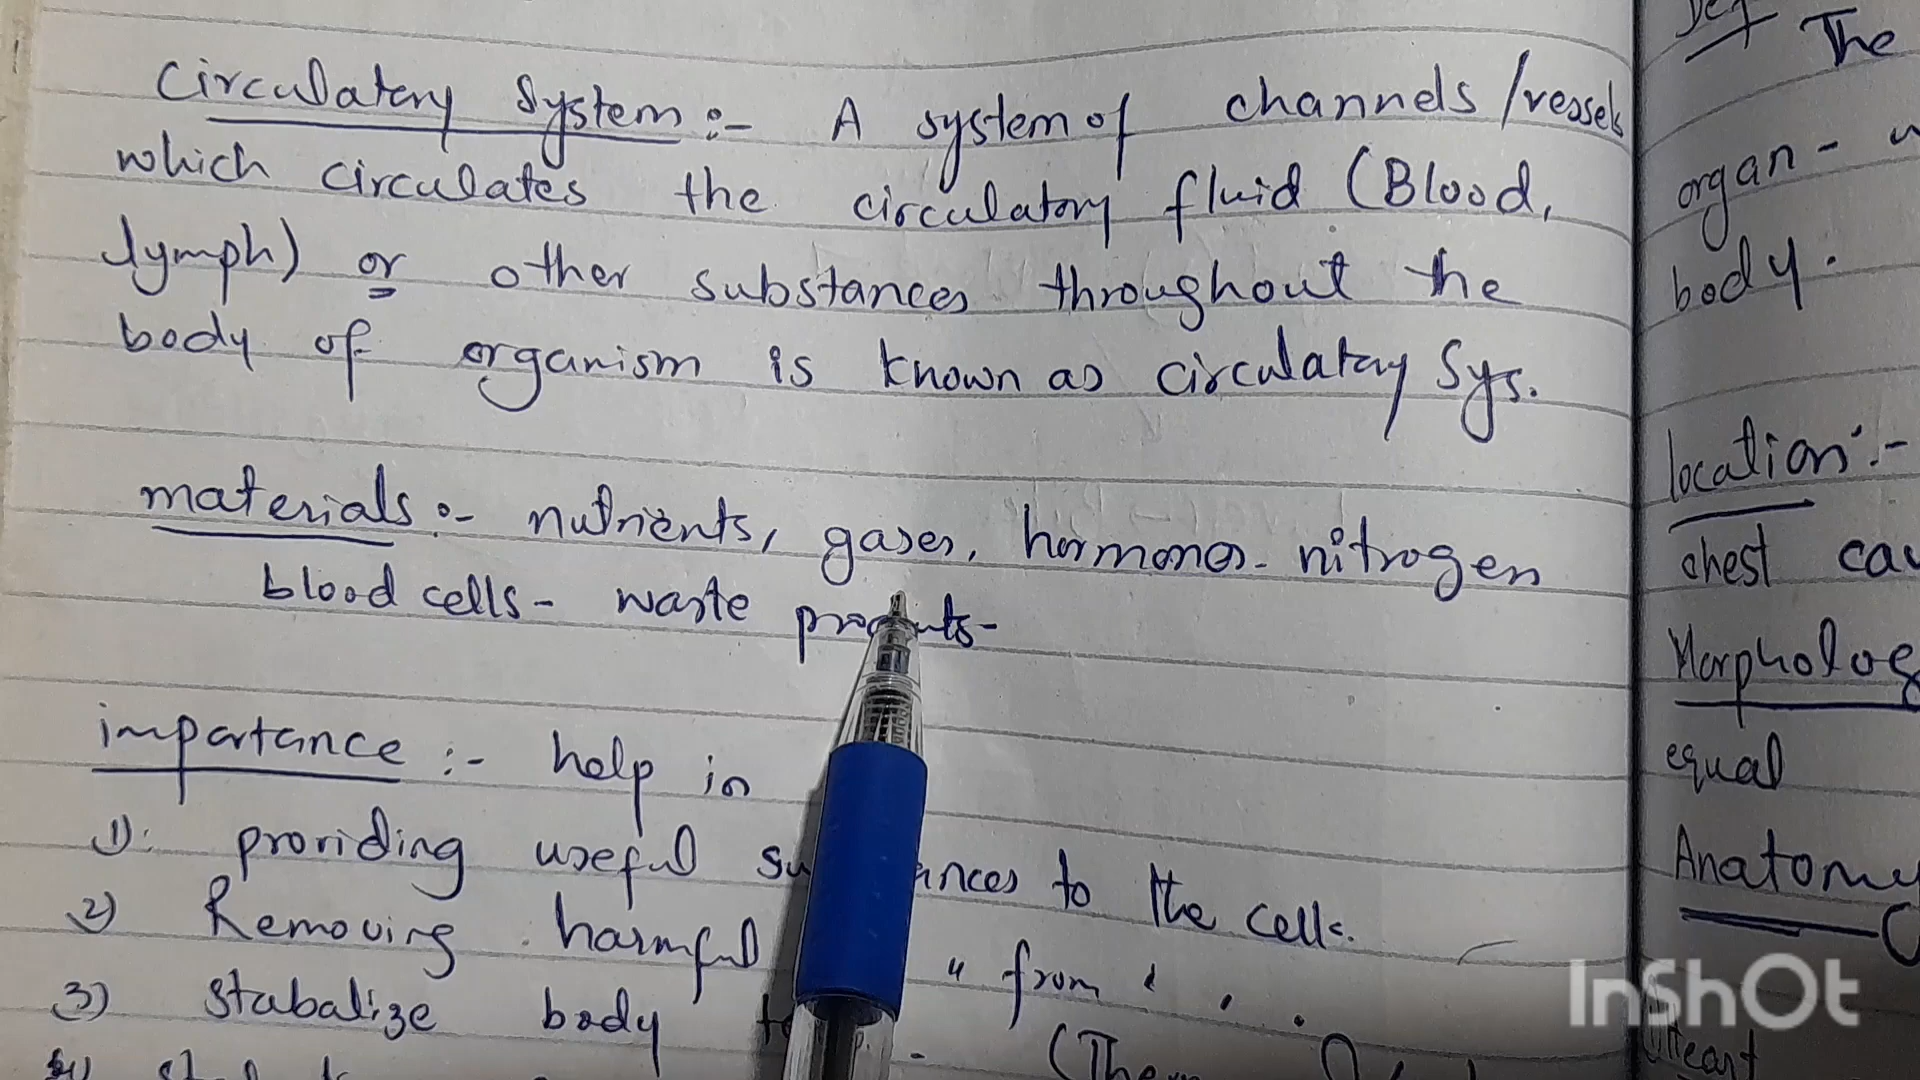 Circulatory System :- A system of channels/vessels
which circulates the circulatory fluid (Blood,
lymph) or other substances throughout the
body of organism is known as circulatory Sys.
materials :- nutrients, gases, hormones - nitrogen
blood cells - waste
importance :- help in
1). providing useful to the cells.
2) Removing harmful " from "
3) stabalize body
Def The
organ -
body.
location :-
chest
equal
Anatomy
Heart
InShOt